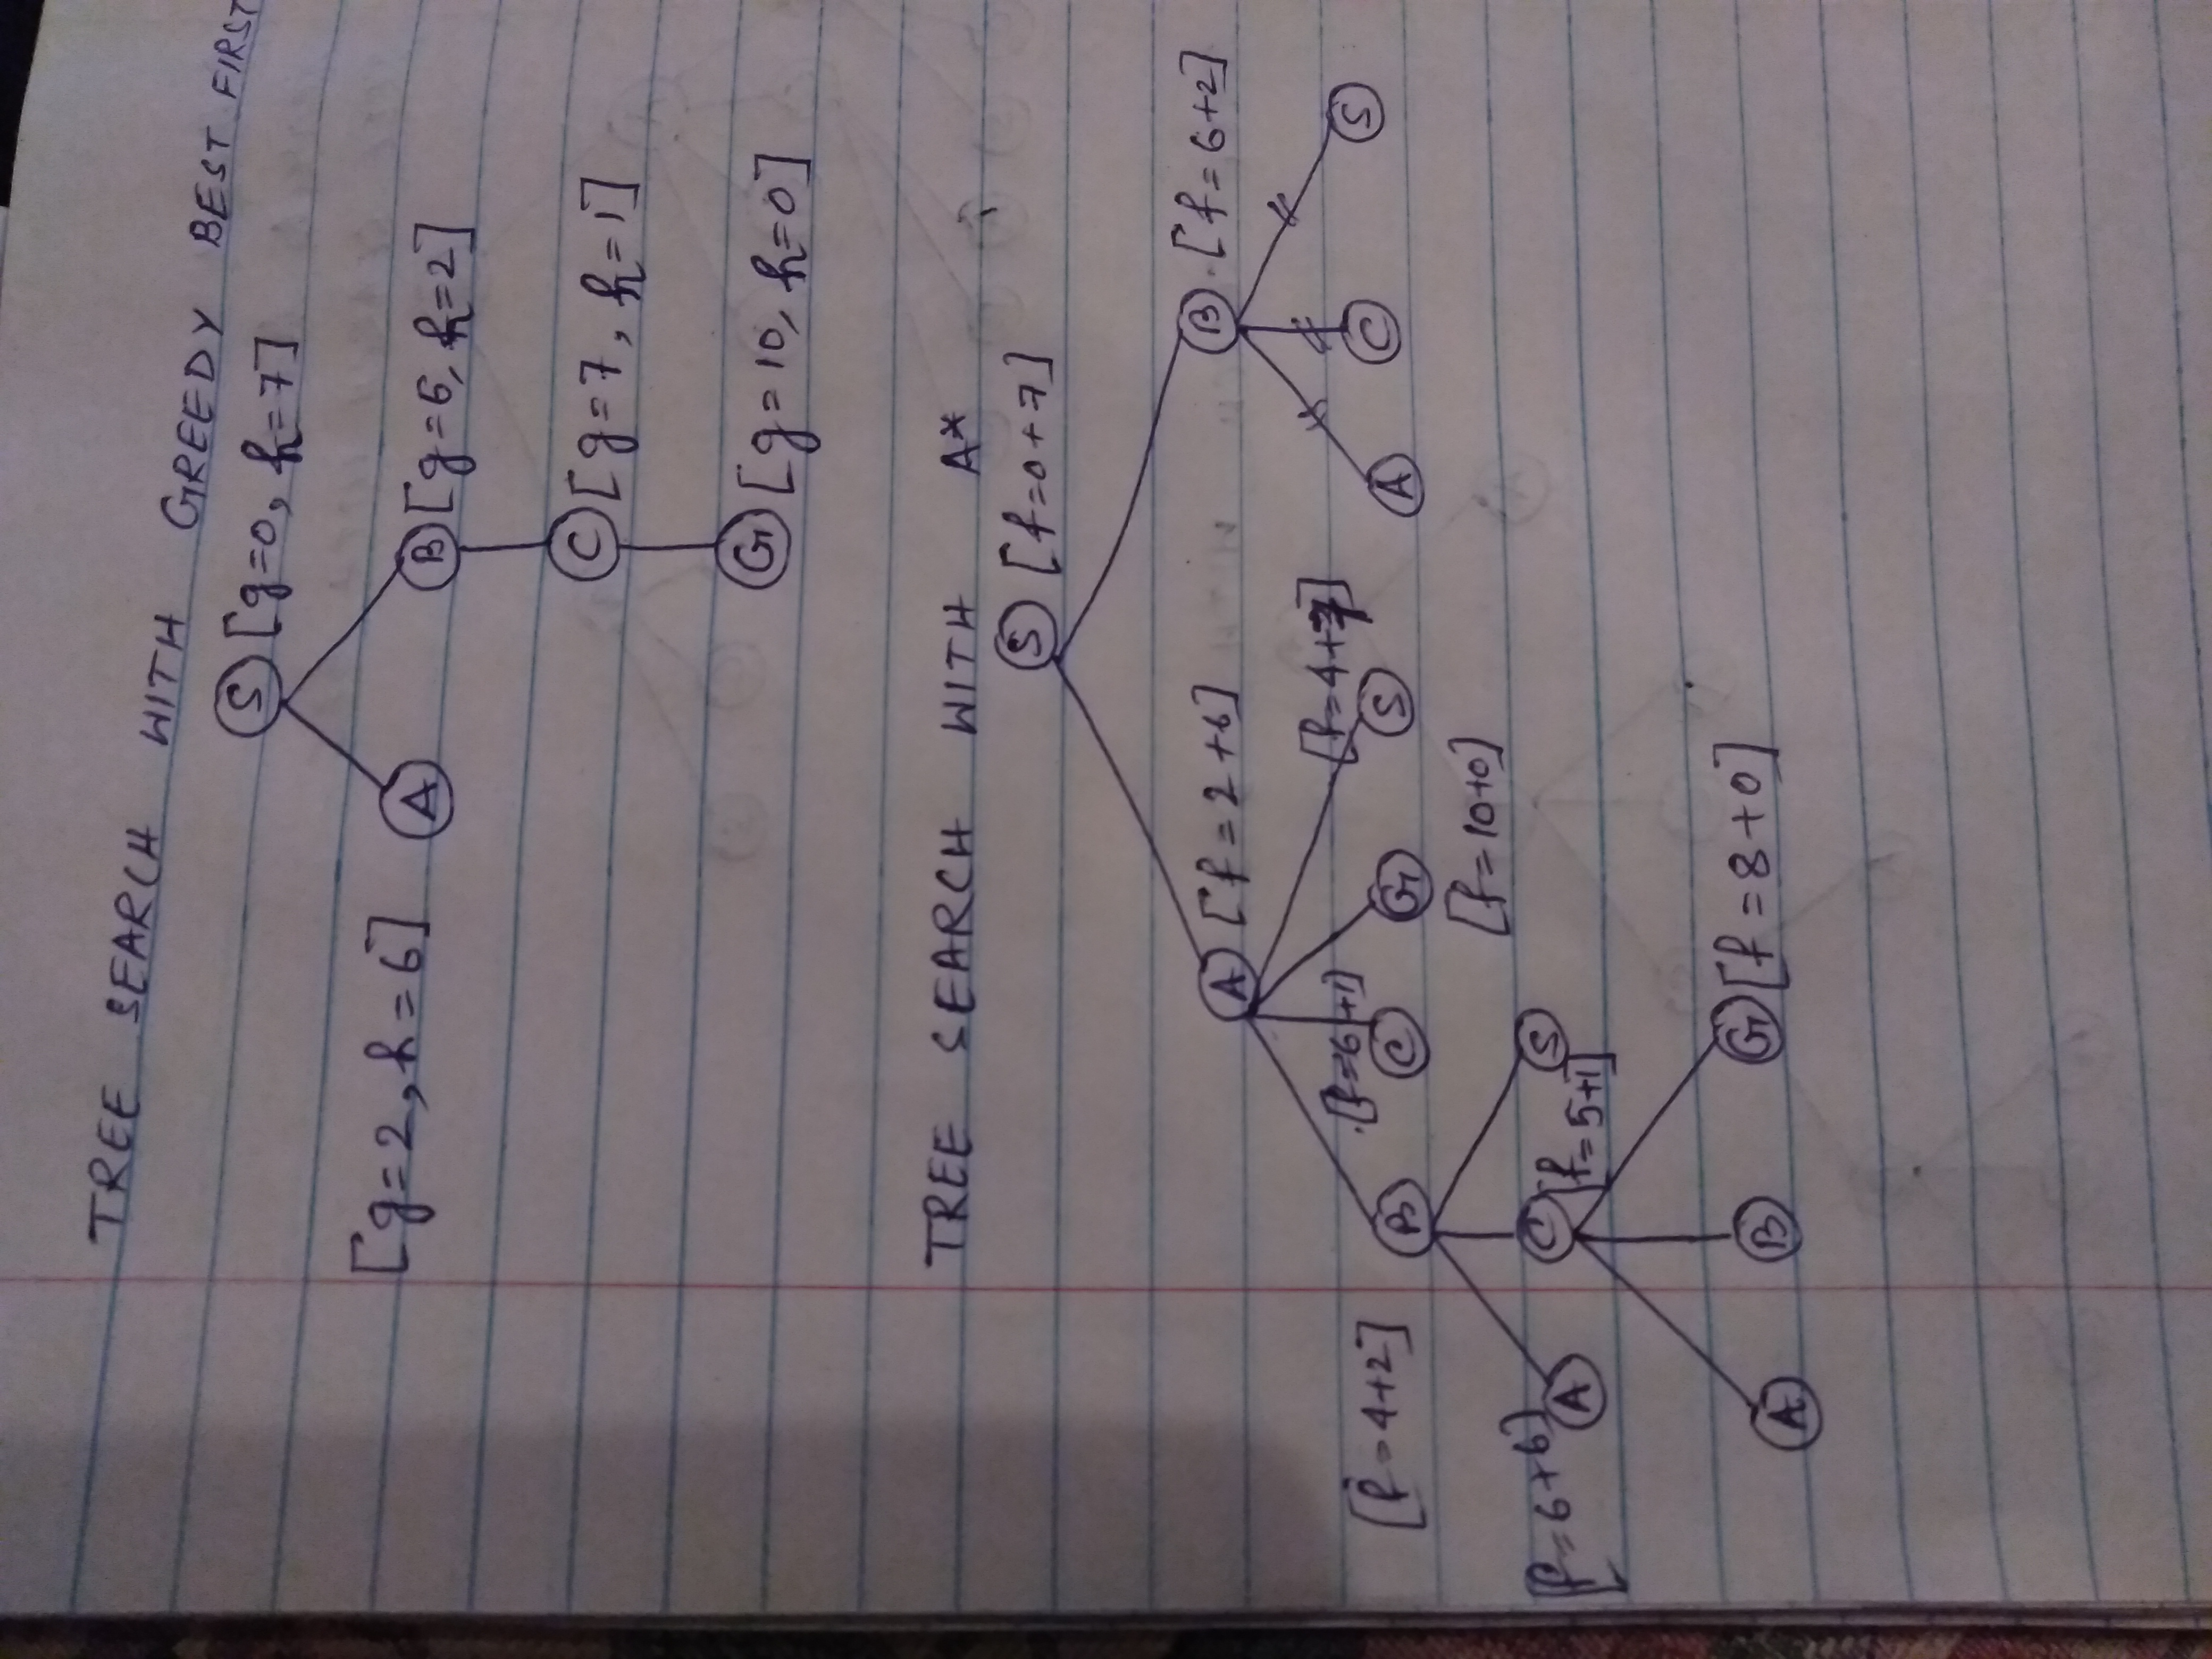 TREE SEARCH WITH GREEDY BEST FIRST
S [g=0, h=7]
[g=2, h=6] A B [g=6, h=2]
C [g=7, h=1]
G [g=10, h=0]
TREE SEARCH WITH A*
S [f=0+7]
A [f=2+6] B [f=6+2]
[f=6+1] [f=4+7]
[f=4+2] B C G S A C S
[f=10+0]
[f=6+6] A C [f=5+1] S
A B G [f=8+0]